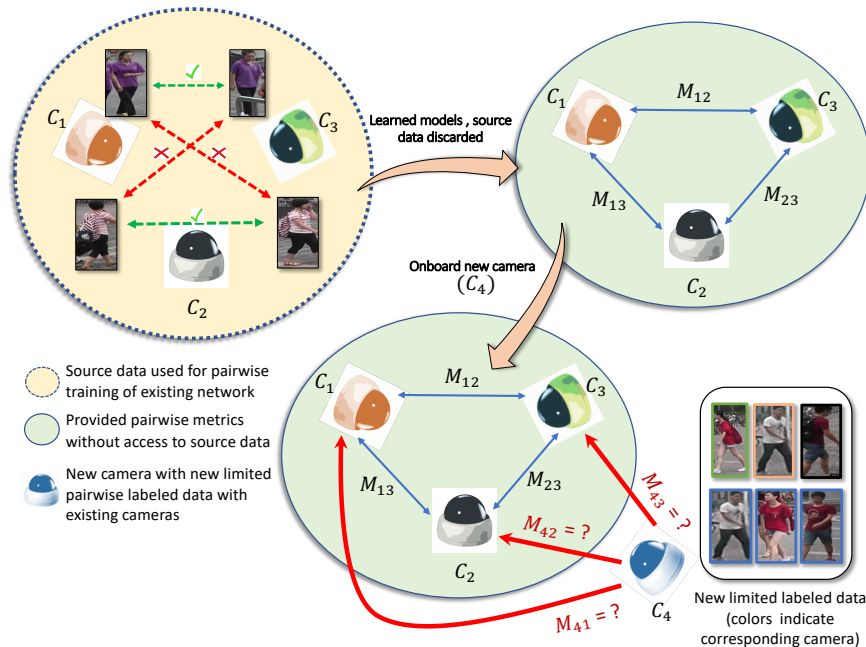 C₁
C₃
C₂
Learned models , source
data discarded
C₁
M₁₂
C₃
M₁₃
M₂₃
C₂
Onboard new camera
(C₄)
Source data used for pairwise
training of existing network
Provided pairwise metrics
without access to source data
New camera with new limited
pairwise labeled data with
existing cameras
C₁
M₁₂
C₃
M₁₃
M₂₃
C₂
M₄₃ = ?
M₄₂ = ?
M₄₁ = ?
C₄
New limited labeled data
(colors indicate
corresponding camera)